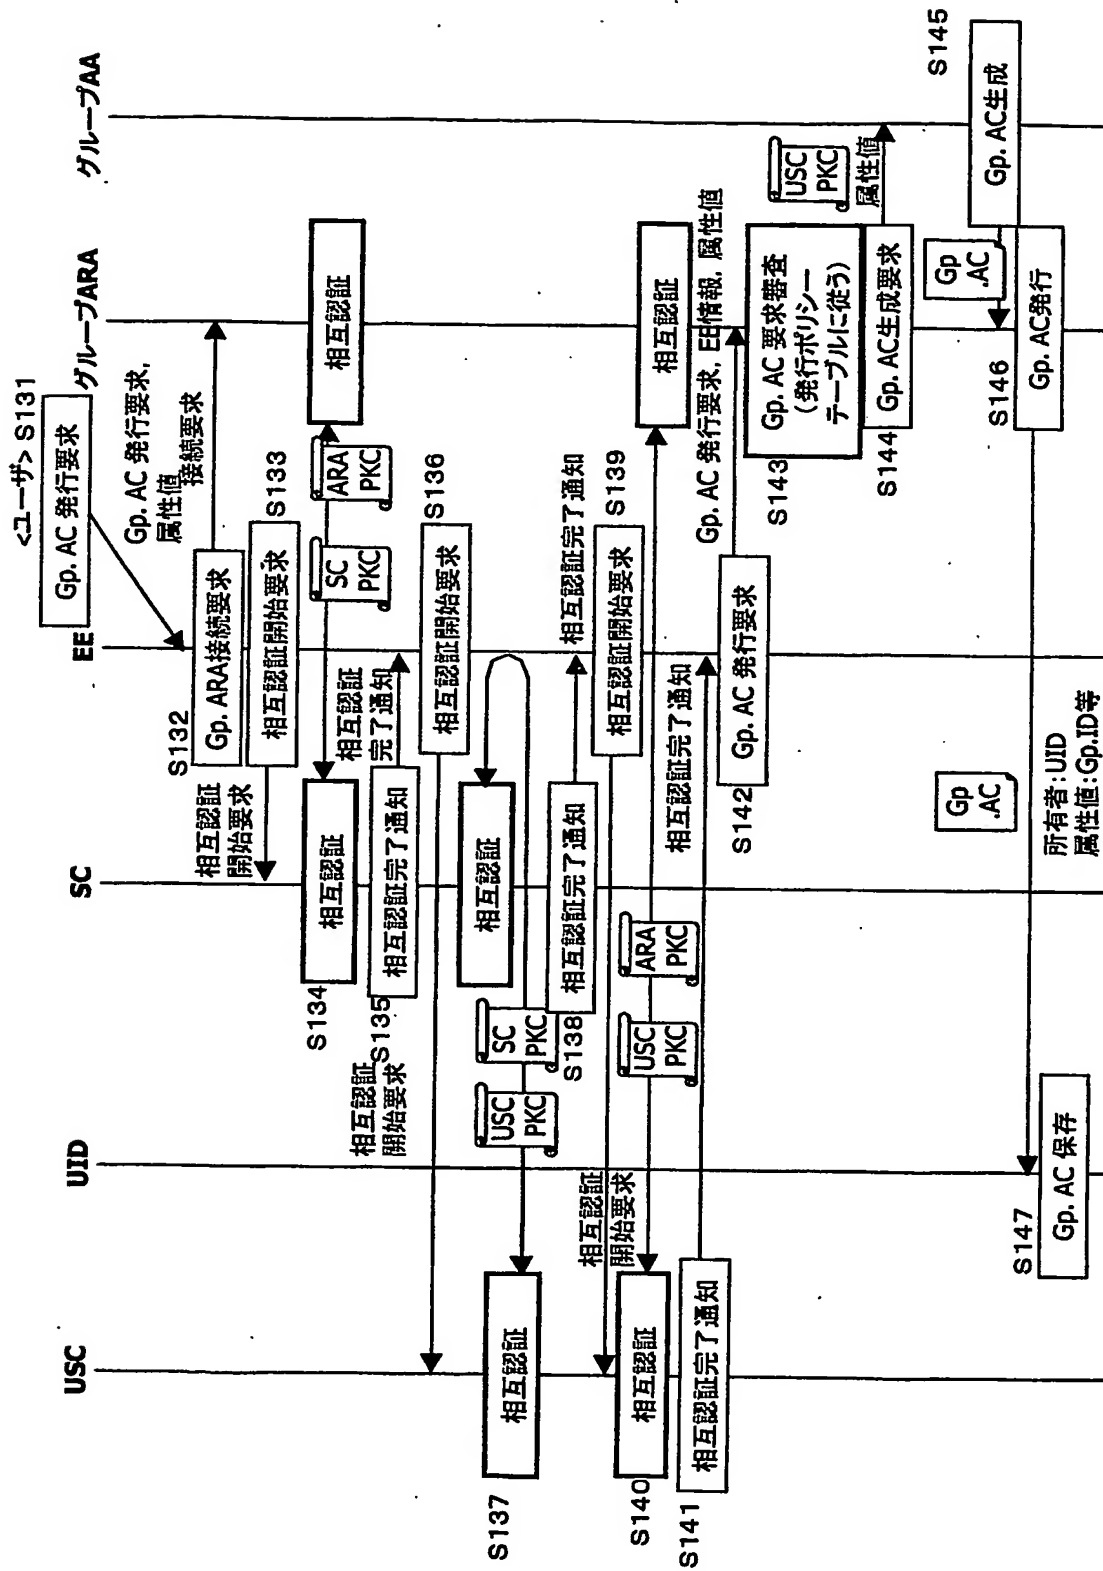 USC
UID
SC
EE
グループARA
グループAA
<ユーザ> S131
Gp. AC 発行要求
S132
Gp. ARA接続要求
Gp. AC 発行要求,
属性値
接続要求
S133
相互認証開始要求
相互認証
開始要求
S134
相互認証
SC
PKC
ARA
PKC
相互認証
S135
相互認証完了通知
相互認証
完了通知
S136
相互認証開始要求
相互認証
開始要求
S137
相互認証
USC
PKC
SC
PKC
相互認証
S138
相互認証完了通知
相互認証完了通知
S139
相互認証開始要求
相互認証
開始要求
S140
相互認証
USC
PKC
ARA
PKC
相互認証
S141
相互認証完了通知
相互認証完了通知
S142
Gp. AC 発行要求
Gp. AC 発行要求, EE情報, 属性値
S143
Gp. AC 要求審査
(発行ポリシー
テーブルに従う)
S144
Gp. AC生成要求
USC
PKC
属性値
S145
Gp. AC生成
Gp
.AC
S146
Gp. AC発行
Gp
.AC
所有者:UID
属性値:Gp.ID等
S147
Gp. AC 保存